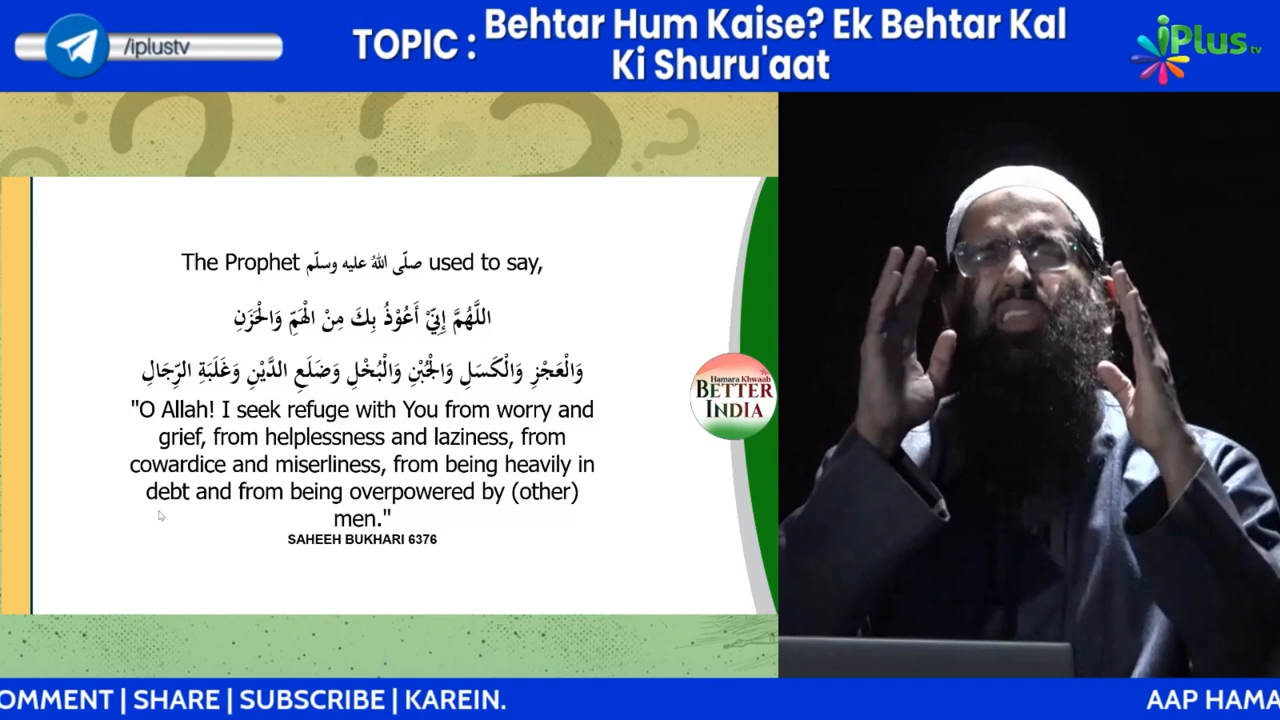 /iplustv
TOPIC : Behtar Hum Kaise? Ek Behtar Kal
Ki Shuru'aat
iPlus tv
The Prophet صلّى اللهُ عليه وسلّم used to say,
اللَّهُمَّ إِنِّيْ أَعُوْذُ بِكَ مِنْ الْهَمِّ وَالْحَزَنِ
وَالْعَجْزِ وَالْكَسَلِ وَالْجُبْنِ وَالْبُخْلِ وَضَلَعِ الدَّيْنِ وَغَلَبَةِ الرِّجَالِ
"O Allah! I seek refuge with You from worry and
grief, from helplessness and laziness, from
cowardice and miserliness, from being heavily in
debt and from being overpowered by (other)
men."
SAHEEH BUKHARI 6376
Hamara Khwaab
BETTER
INDIA
OMMENT | SHARE | SUBSCRIBE | KAREIN.
AAP HAMA